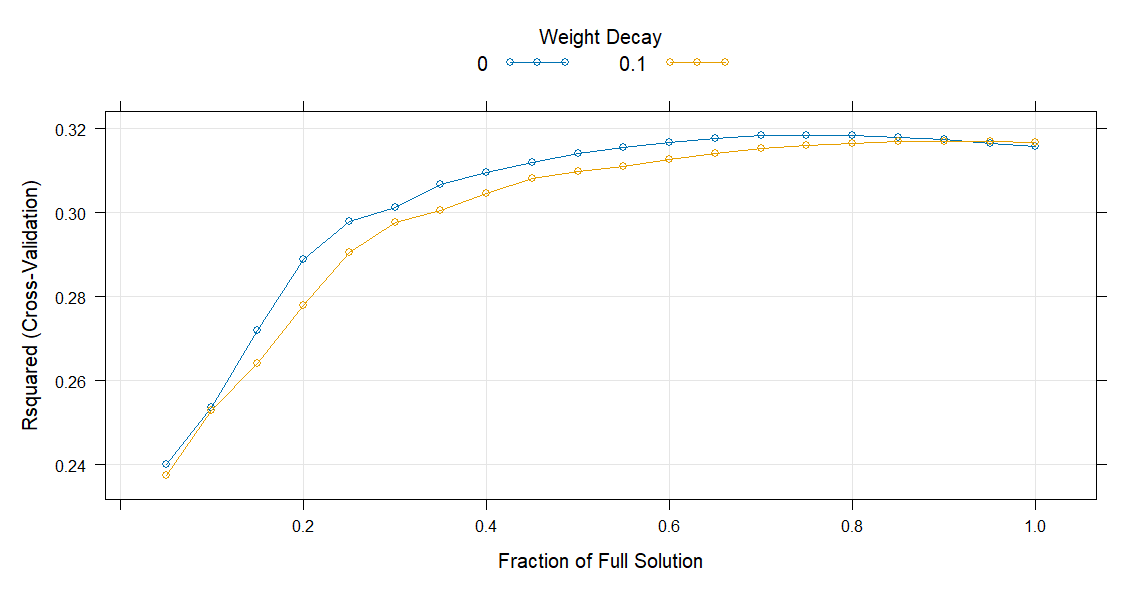 Weight Decay
0 0.1
0.32
0.30
0.28
0.26
0.24
Rsquared (Cross-Validation)
0.2 0.4 0.6 0.8 1.0
Fraction of Full Solution